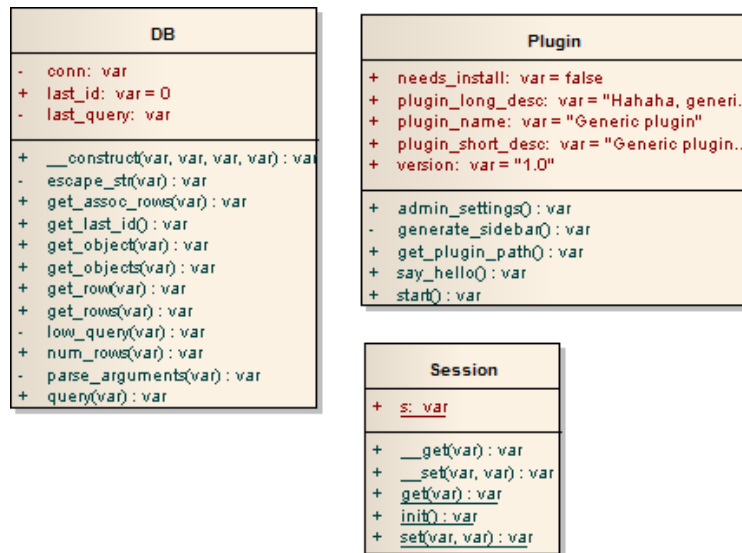 DB
- conn: var
+ last_id: var = 0
- last_query: var
+ __construct(var, var, var, var) : var
- escape_str(var) : var
+ get_assoc_rows(var) : var
+ get_last_id() : var
+ get_object(var) : var
+ get_objects(var) : var
+ get_row(var) : var
+ get_rows(var) : var
- low_query(var) : var
+ num_rows(var) : var
- parse_arguments(var) : var
+ query(var) : var
Plugin
+ needs_install: var = false
+ plugin_long_desc: var = "Hahaha, generi...
+ plugin_name: var = "Generic plugin"
+ plugin_short_desc: var = "Generic plugin...
+ version: var = "1.0"
+ admin_settings() : var
- generate_sidebar() : var
+ get_plugin_path() : var
+ say_hello() : var
+ start() : var
Session
+ s: var
+ __get(var) : var
+ __set(var, var) : var
+ get(var) : var
+ init() : var
+ set(var, var) : var